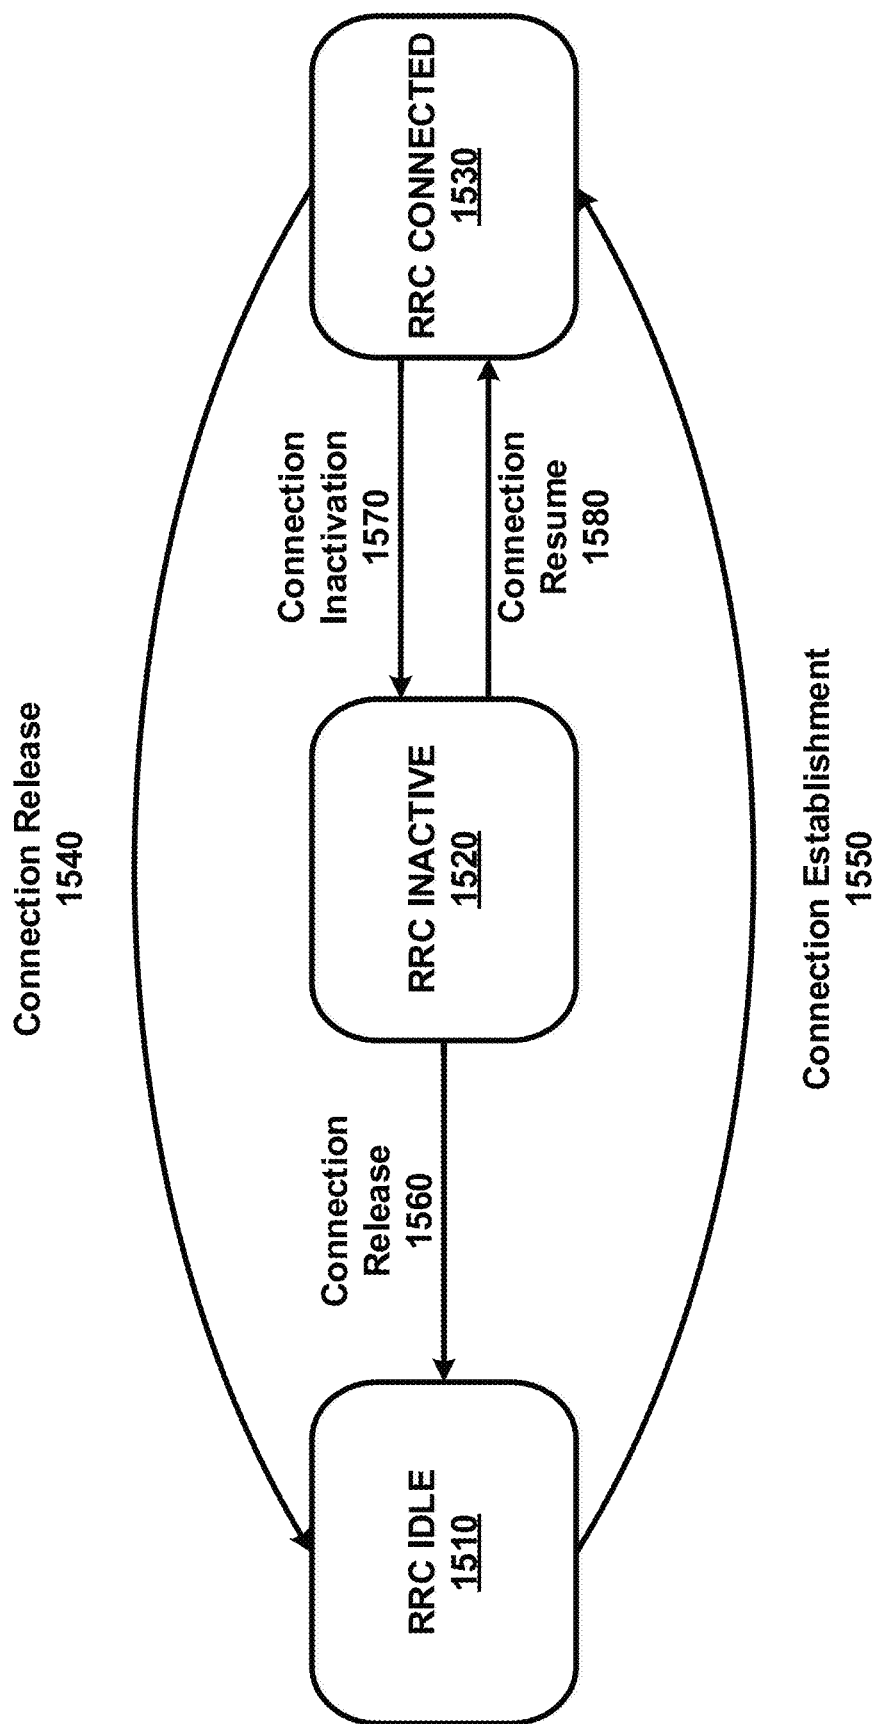 Connection Release
1540
RRC IDLE
1510
Connection
Release
1560
RRC INACTIVE
1520
Connection
Inactivation
1570
Connection
Resume
1580
RRC CONNECTED
1530
Connection Establishment
1550